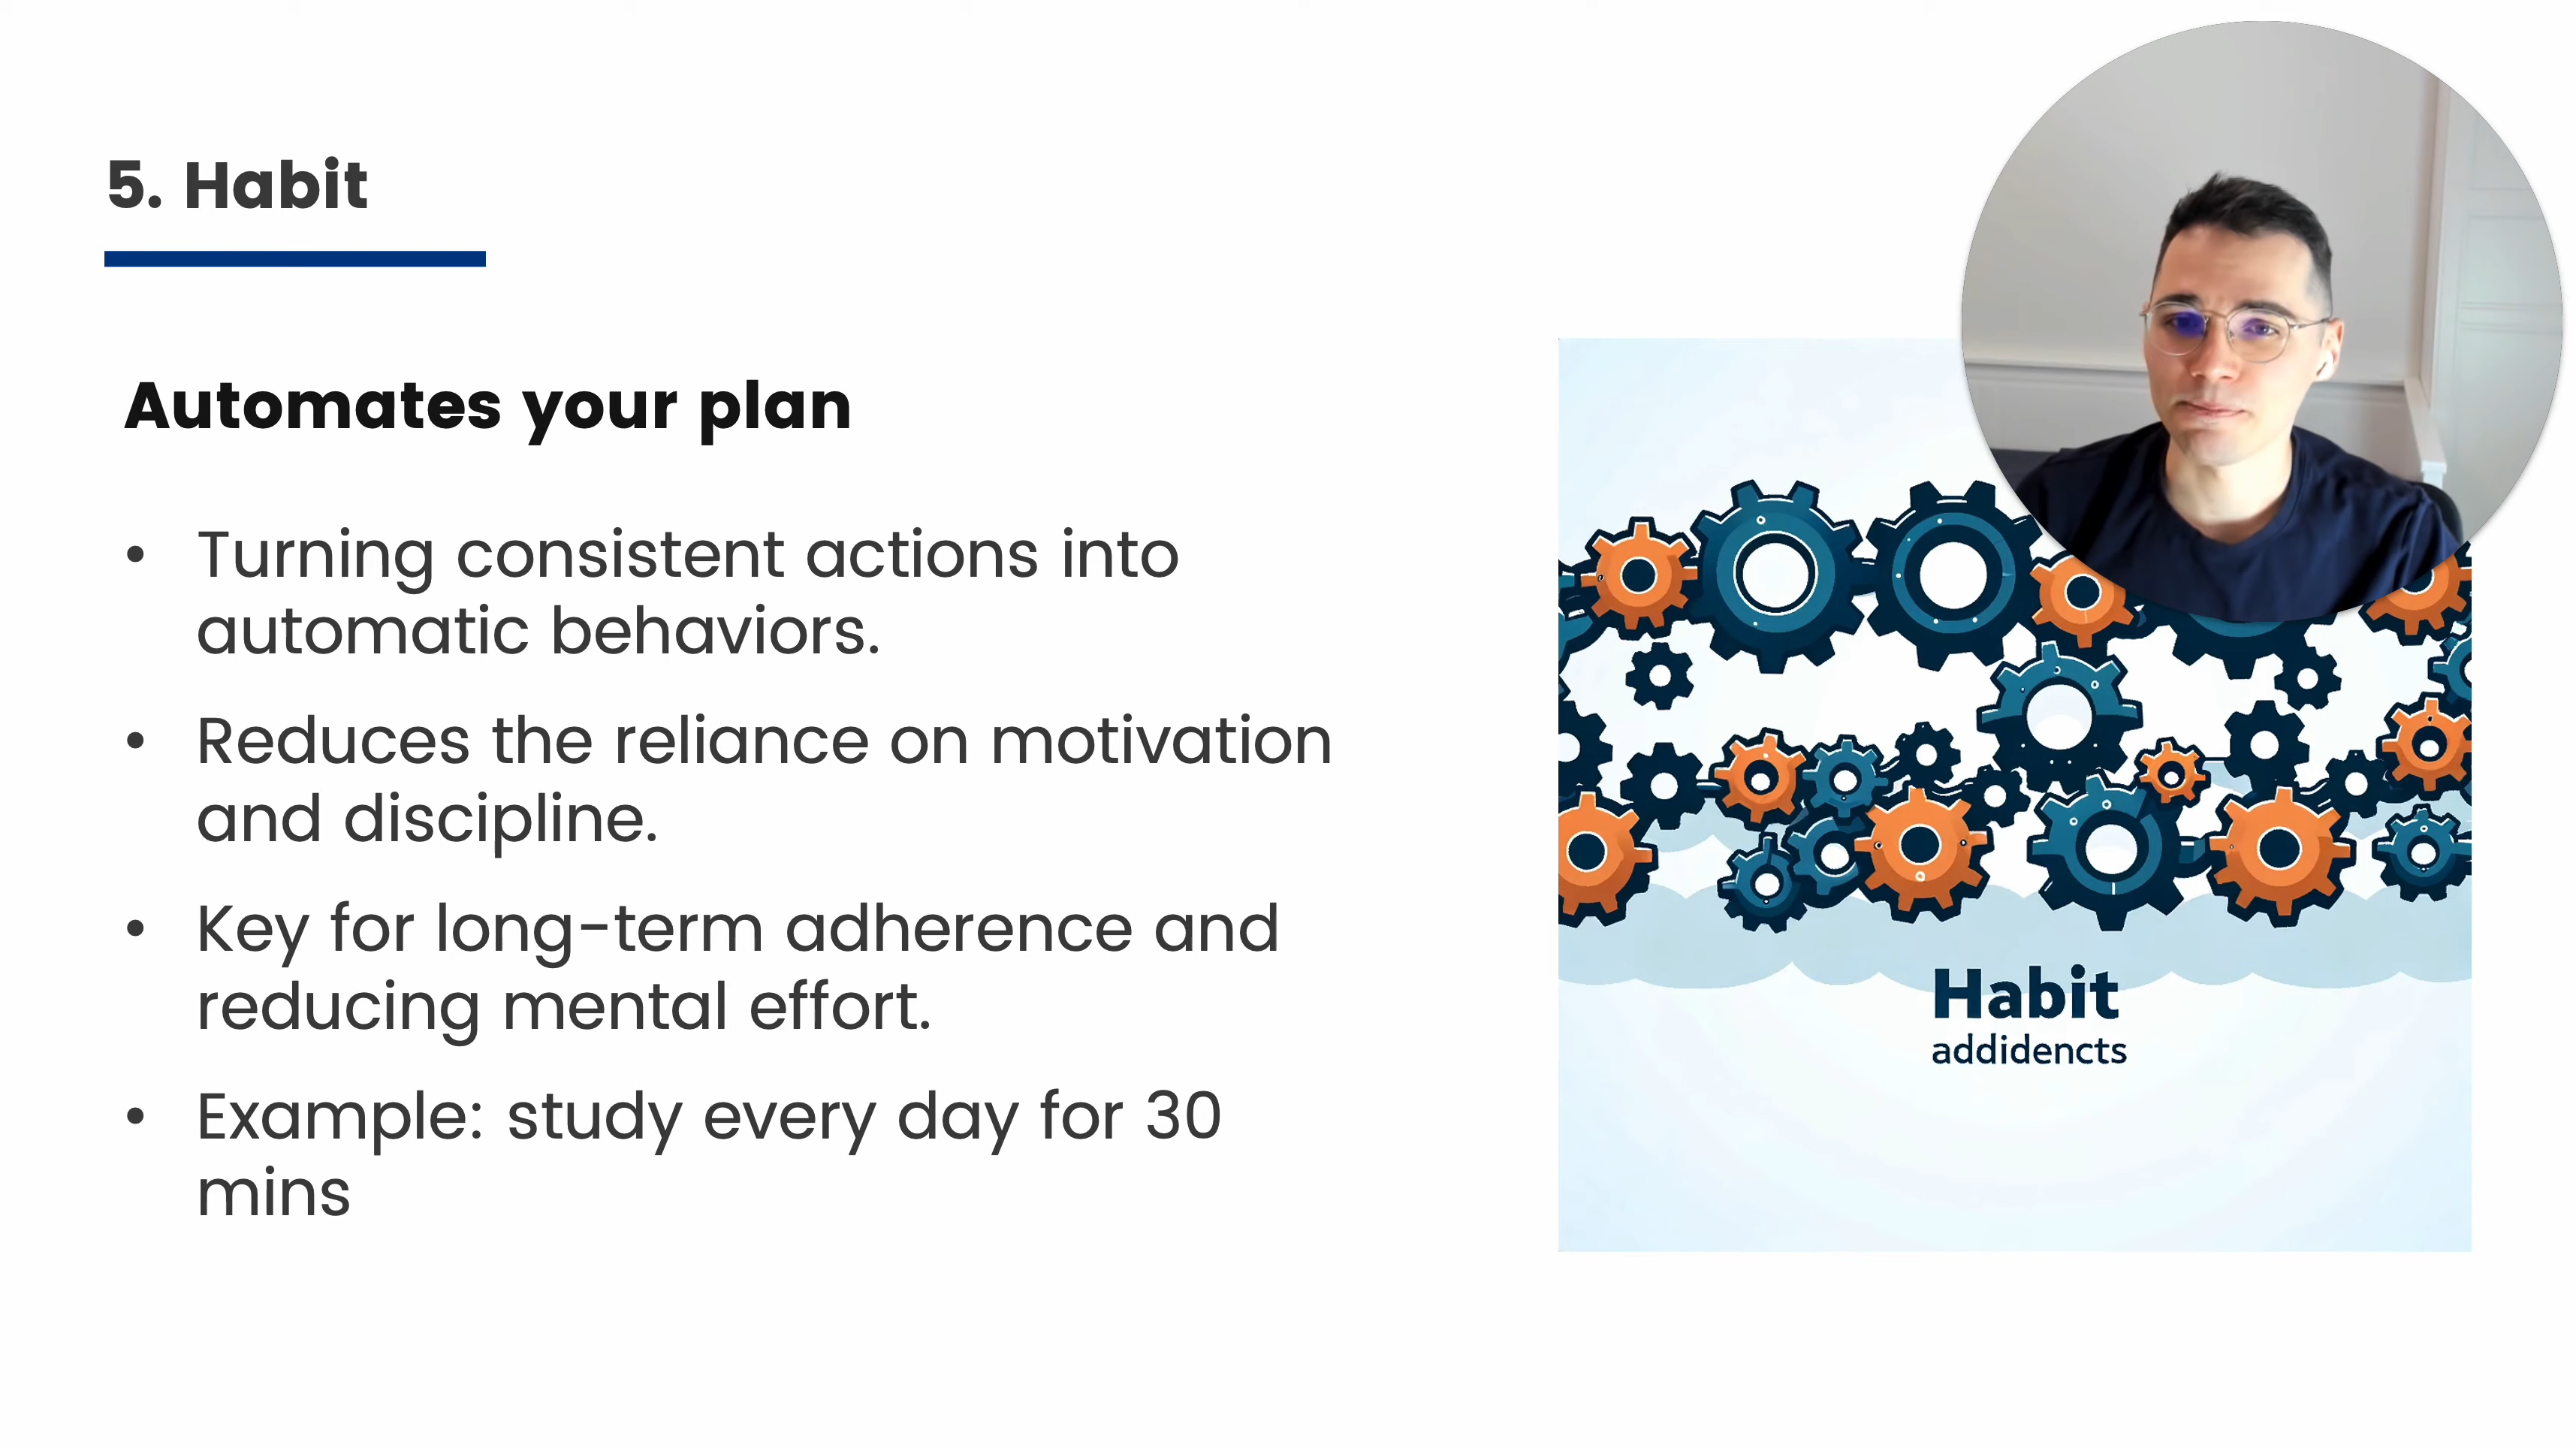 5. Habit
Automates your plan
• Turning consistent actions into
automatic behaviors.
• Reduces the reliance on motivation
and discipline.
• Key for long-term adherence and
reducing mental effort.
• Example: study every day for 30
mins
Habit
addidencts